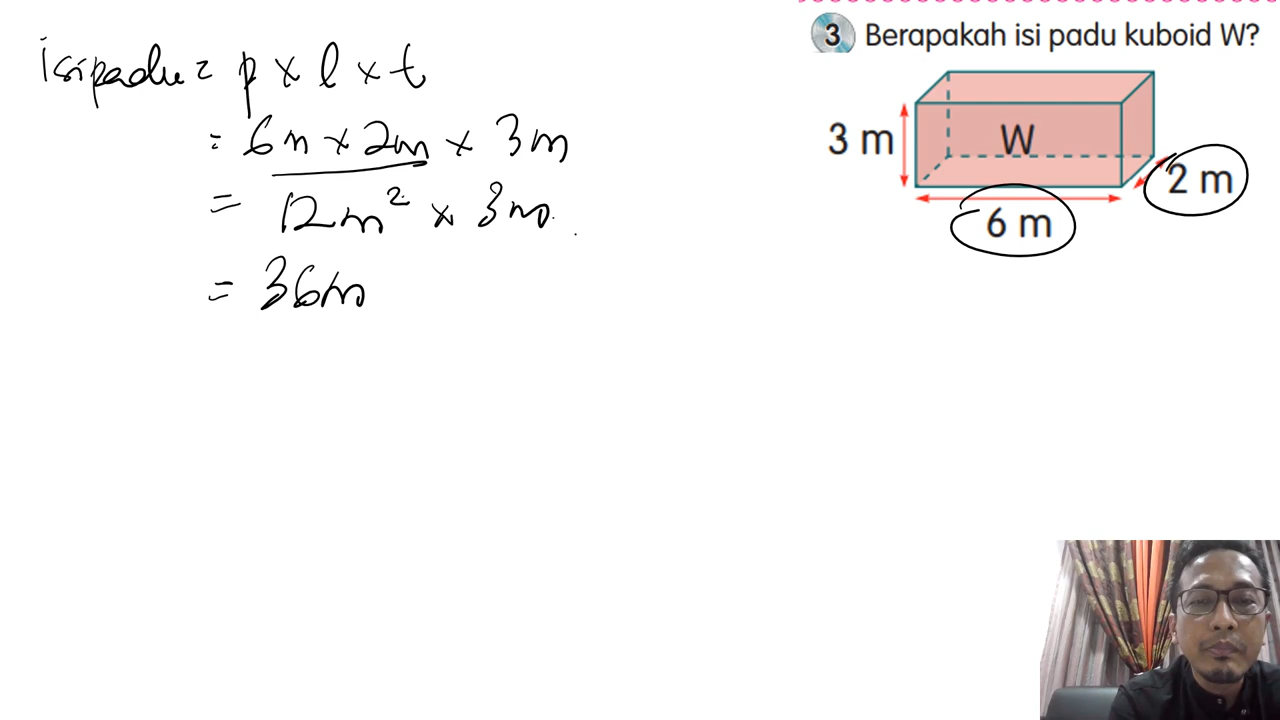 Isipadu = p x l x t
= 6m x 2m x 3m
= 12m² x 3m.
= 36m
3 Berapakah isi padu kuboid W?
3 m
W
2 m
6 m